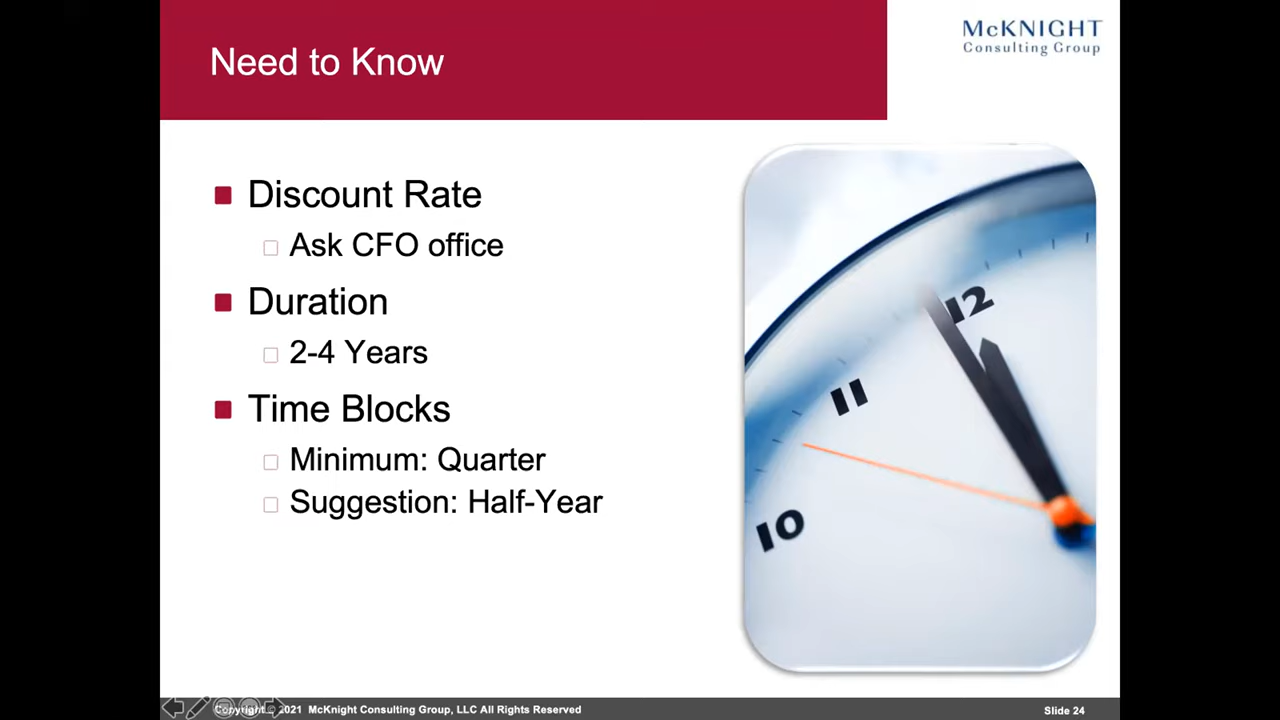 Need to Know
McKNIGHT
Consulting Group
Discount Rate
Ask CFO office
Duration
2-4 Years
Time Blocks
Minimum: Quarter
Suggestion: Half-Year
12
11
10
Copyright © 2021 McKnight Consulting Group, LLC All Rights Reserved
Slide 24